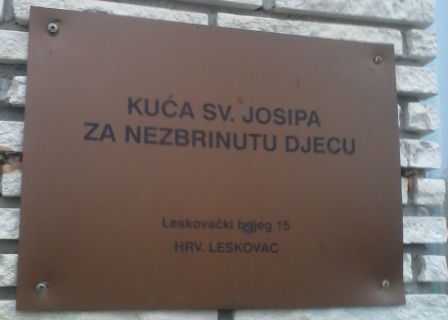 KUĆA SV. JOSIPA
ZA NEZBRINUTU DJECU
Leskovački brijeg 15
HRV. LESKOVAC